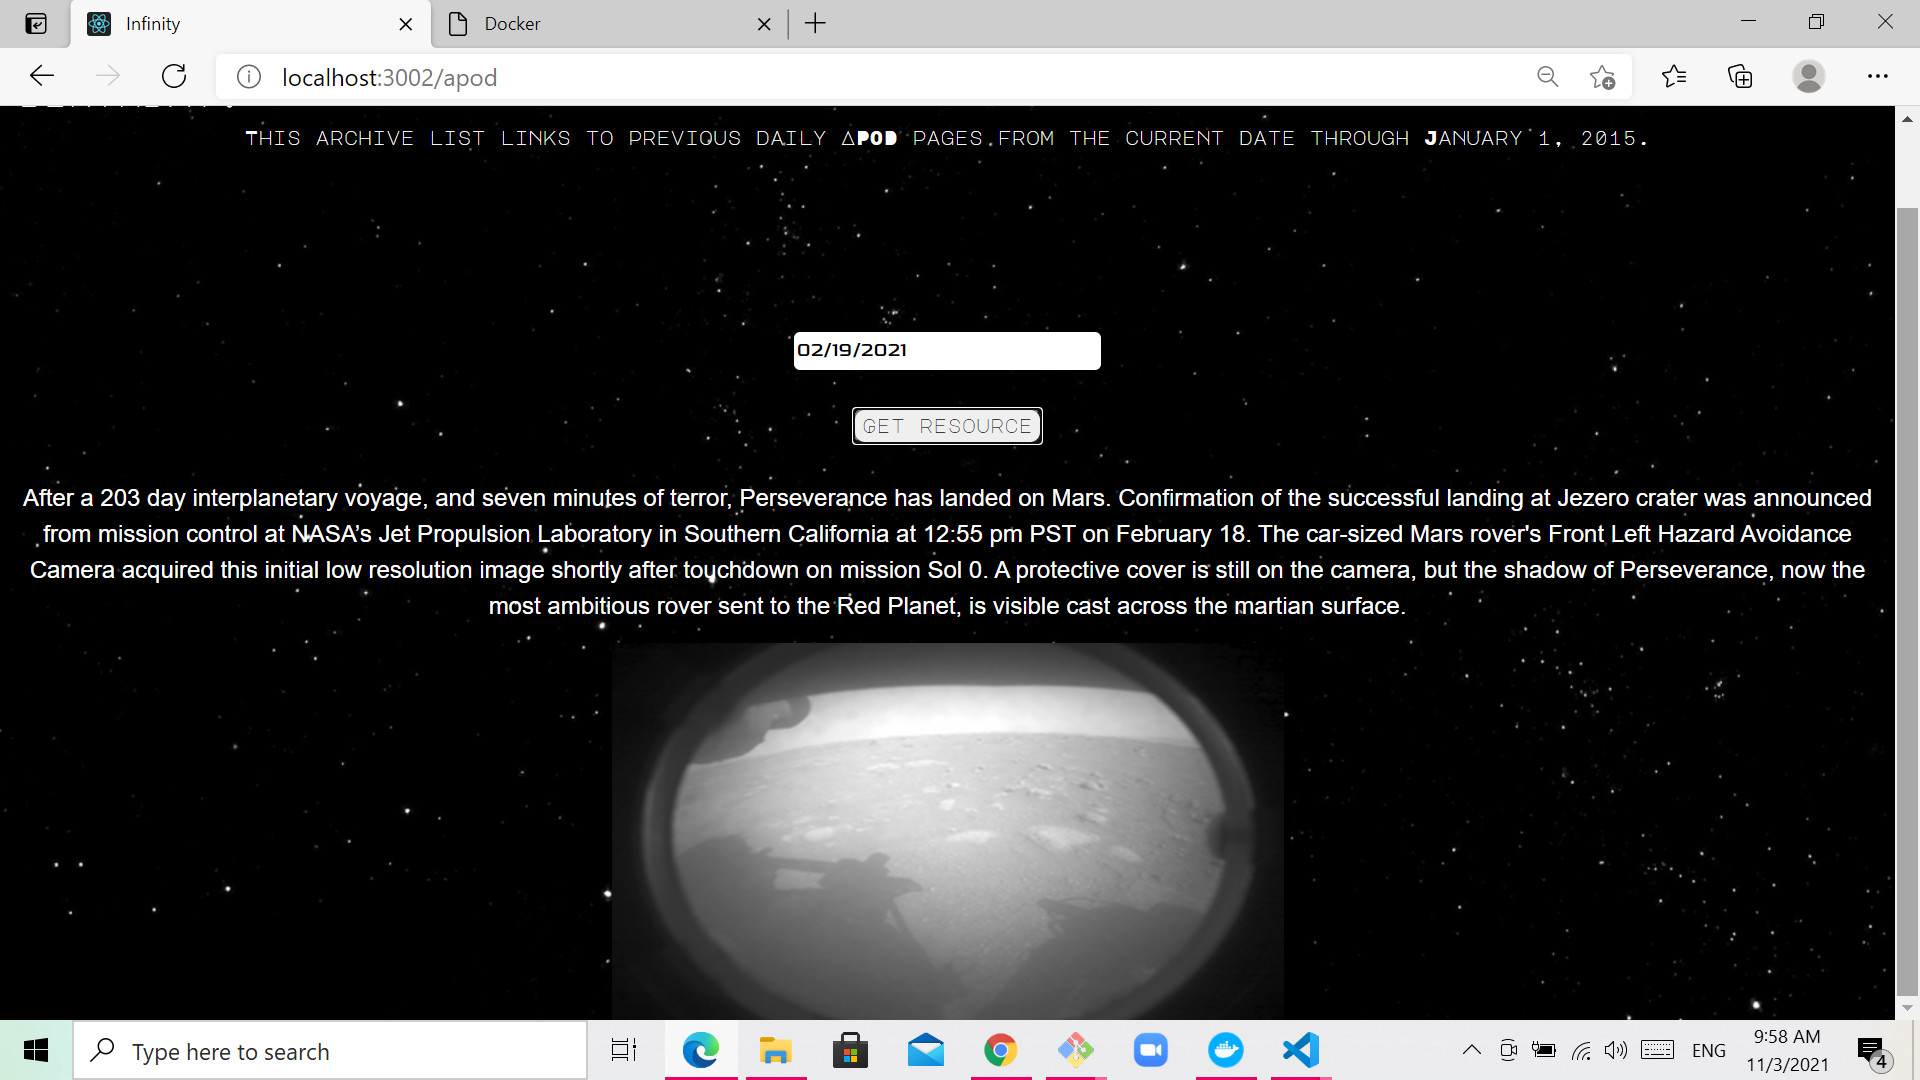 Infinity
Docker
localhost:3002/apod
THIS ARCHIVE LIST LINKS TO PREVIOUS DAILY APOD PAGES FROM THE CURRENT DATE THROUGH JANUARY 1, 2015.
02/19/2021
GET RESOURCE
After a 203 day interplanetary voyage, and seven minutes of terror, Perseverance has landed on Mars. Confirmation of the successful landing at Jezero crater was announced
from mission control at NASA’s Jet Propulsion Laboratory in Southern California at 12:55 pm PST on February 18. The car-sized Mars rover's Front Left Hazard Avoidance
Camera acquired this initial low resolution image shortly after touchdown on mission Sol 0. A protective cover is still on the camera, but the shadow of Perseverance, now the
most ambitious rover sent to the Red Planet, is visible cast across the martian surface.
Type here to search
ENG
9:58 AM
11/3/2021
4